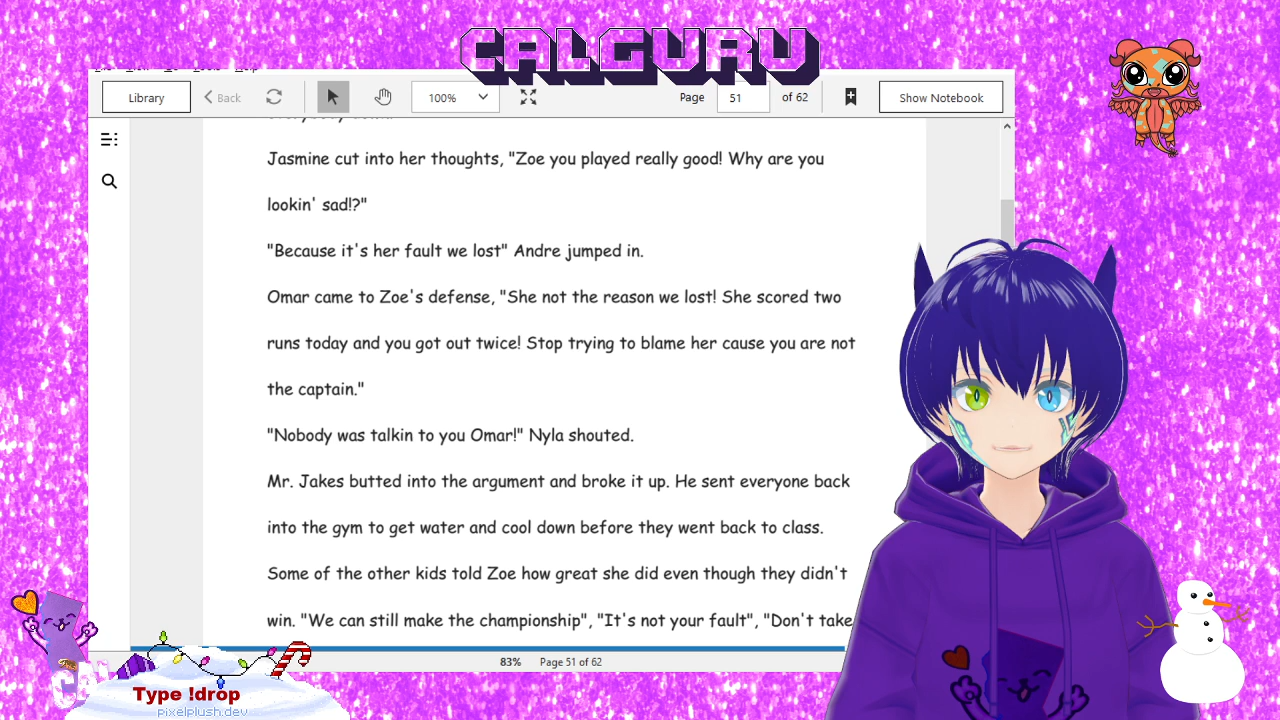 CALGURU
Library
Back
100%
Page 51 of 62
Show Notebook
Jasmine cut into her thoughts, "Zoe you played really good! Why are you
lookin' sad!?"
"Because it's her fault we lost" Andre jumped in.
Omar came to Zoe's defense, "She not the reason we lost! She scored two
runs today and you got out twice! Stop trying to blame her cause you are not
the captain."
"Nobody was talkin to you Omar!" Nyla shouted.
Mr. Jakes butted into the argument and broke it up. He sent everyone back
into the gym to get water and cool down before they went back to class.
Some of the other kids told Zoe how great she did even though they didn't
win. "We can still make the championship", "It's not your fault", "Don't take
83% Page 51 of 62
Type !drop
pixelplush.dev